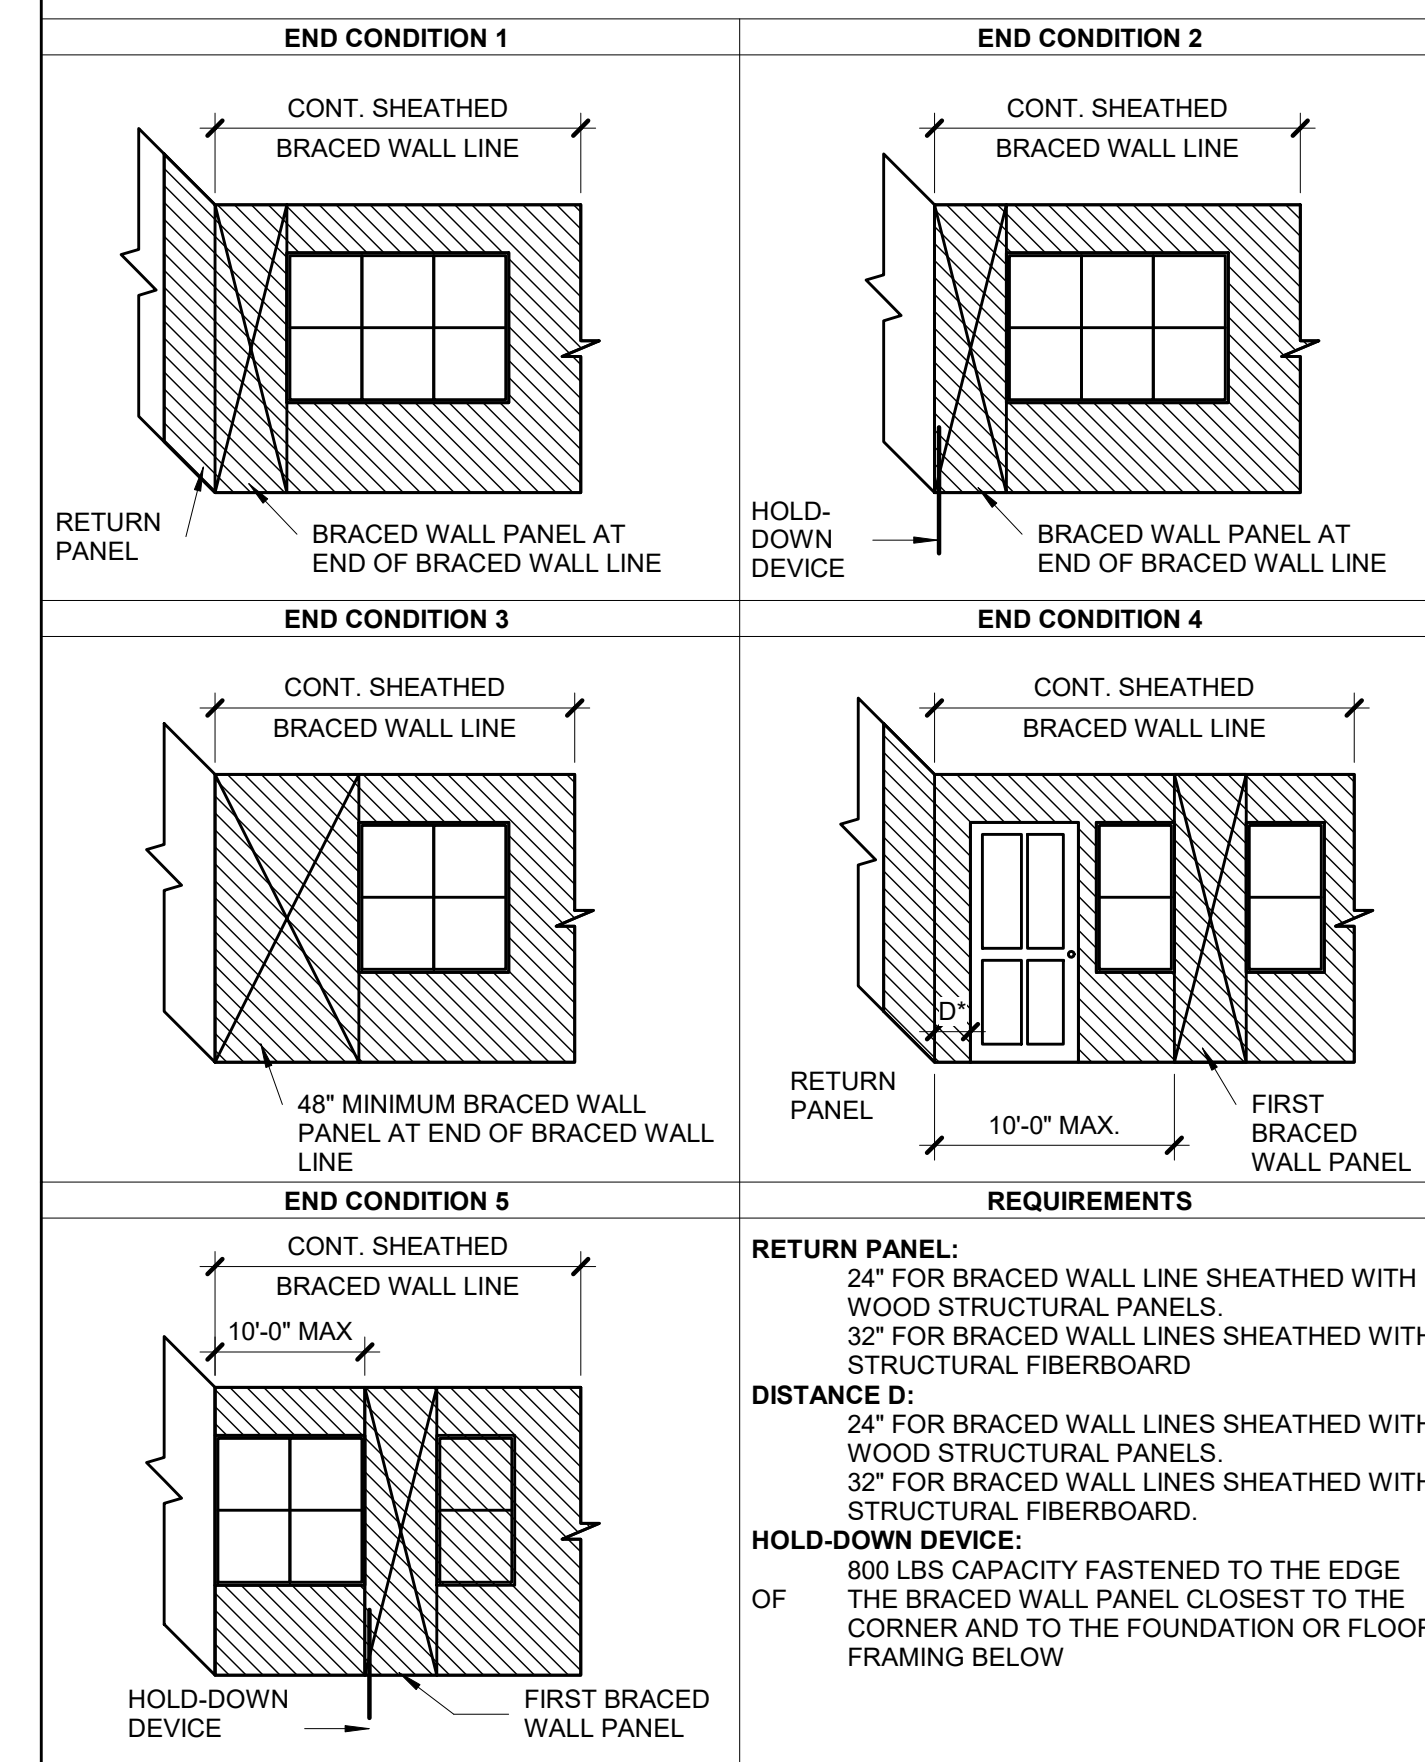 END CONDITION 1
CONT. SHEATHED
BRACED WALL LINE
RETURN
PANEL
BRACED WALL PANEL AT
END OF BRACED WALL LINE
END CONDITION 2
CONT. SHEATHED
BRACED WALL LINE
HOLD-
DOWN
DEVICE
BRACED WALL PANEL AT
END OF BRACED WALL LINE
END CONDITION 3
CONT. SHEATHED
BRACED WALL LINE
48" MINIMUM BRACED WALL
PANEL AT END OF BRACED WALL
LINE
END CONDITION 4
CONT. SHEATHED
BRACED WALL LINE
D*
RETURN
PANEL
10'-0" MAX.
FIRST
BRACED
WALL PANEL
END CONDITION 5
CONT. SHEATHED
BRACED WALL LINE
10'-0" MAX
HOLD-DOWN
DEVICE
FIRST BRACED
WALL PANEL
REQUIREMENTS
RETURN PANEL:
24" FOR BRACED WALL LINE SHEATHED WITH
WOOD STRUCTURAL PANELS.
32" FOR BRACED WALL LINES SHEATHED WITH
STRUCTURAL FIBERBOARD
DISTANCE D:
24" FOR BRACED WALL LINES SHEATHED WITH
WOOD STRUCTURAL PANELS.
32" FOR BRACED WALL LINES SHEATHED WITH
STRUCTURAL FIBERBOARD.
HOLD-DOWN DEVICE:
800 LBS CAPACITY FASTENED TO THE EDGE
OF THE BRACED WALL PANEL CLOSEST TO THE
CORNER AND TO THE FOUNDATION OR FLOOR
FRAMING BELOW